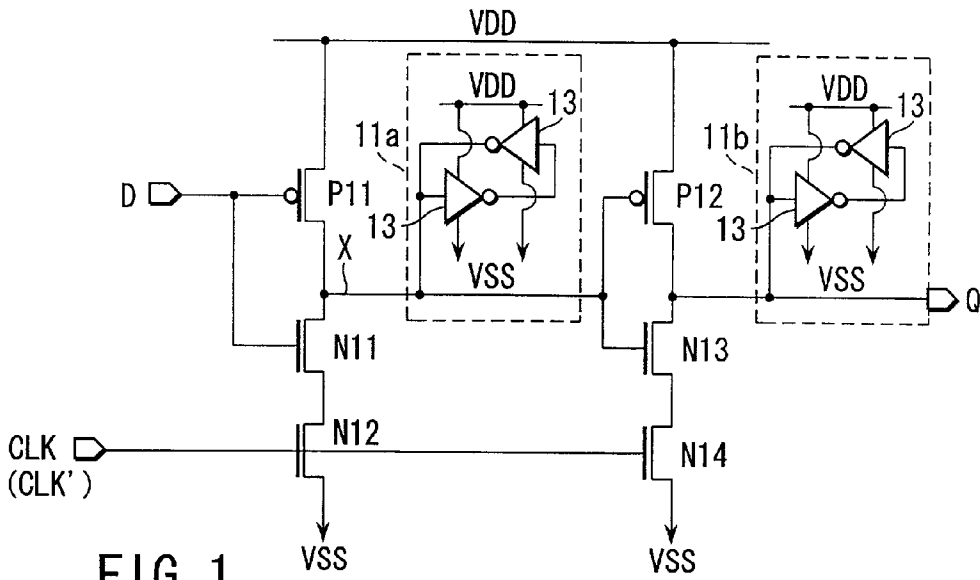 VDD
VDD
13
11a
D
P11
13
VSS
X
VDD
13
11b
P12
13
VSS
Q
N11
N13
CLK
(CLK')
N12
N14
VSS
VSS
FIG.1